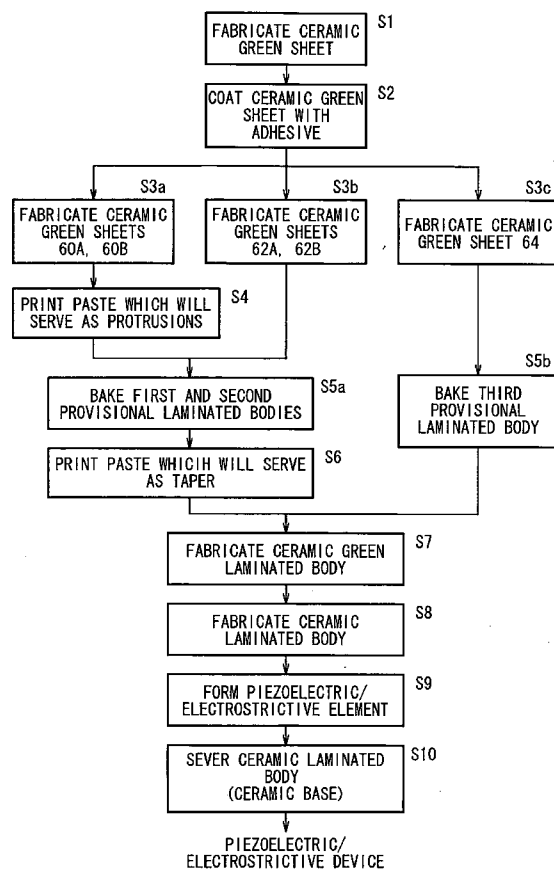 S1
FABRICATE CERAMIC
GREEN SHEET
S2
COAT CERAMIC GREEN
SHEET WITH
ADHESIVE
S3a
FABRICATE CERAMIC
GREEN SHEETS
60A, 60B
S3b
FABRICATE CERAMIC
GREEN SHEETS
62A, 62B
S3c
FABRICATE CERAMIC
GREEN SHEET 64
S4
PRINT PASTE WHICH WILL
SERVE AS PROTRUSIONS
S5a
BAKE FIRST AND SECOND
PROVISIONAL LAMINATED BODIES
S5b
BAKE THIRD
PROVISIONAL
LAMINATED BODY
S6
PRINT PASTE WHICIH WILL SERVE
AS TAPER
S7
FABRICATE CERAMIC GREEN
LAMINATED BODY
S8
FABRICATE CERAMIC
LAMINATED BODY
S9
FORM PIEZOELECTRIC/
ELECTROSTRICTIVE ELEMENT
S10
SEVER CERAMIC LAMINATED
BODY
(CERAMIC BASE)
PIEZOELECTRIC/
ELECTROSTRICTIVE DEVICE